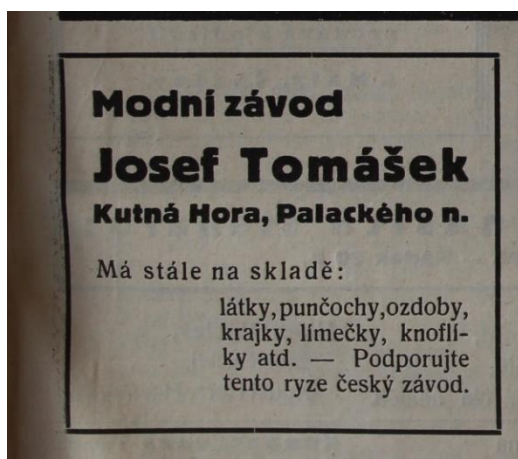 Modní závod
Josef Tomášek
Kutná Hora, Palackého n.
Má stále na skladě:
látky, punčochy, ozdoby,
krajky, límečky, knoflí-
ky atd. — Podporujte
tento ryze český závod.